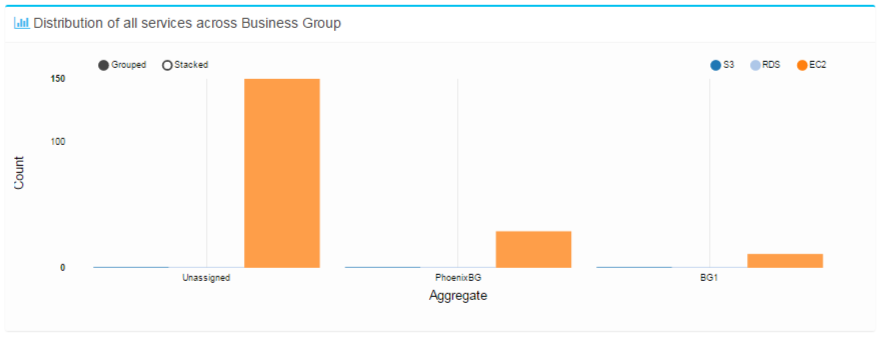 Distribution of all services across Business Group
Grouped Stacked S3 RDS EC2
150
100
Count
0
Unassigned PhoenixBG BG1
Aggregate